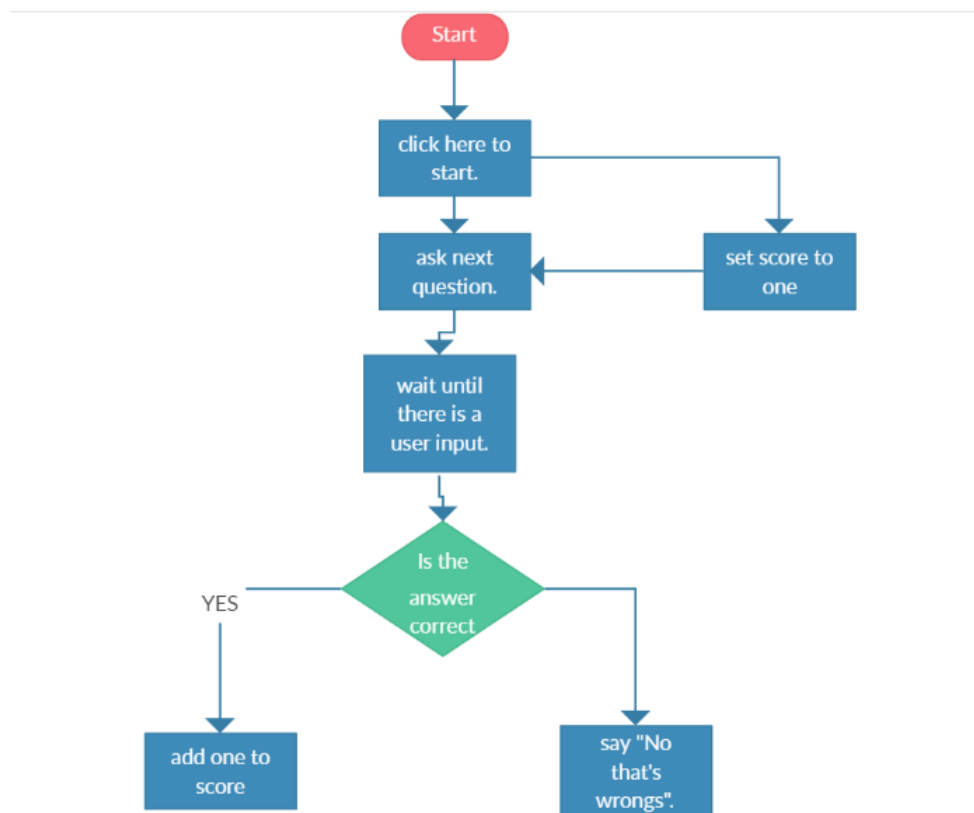 Start
click here to
start.
ask next
question.
set score to
one
wait until
there is a
user input.
Is the
answer
correct
YES
add one to
score
say "No
that's
wrongs".